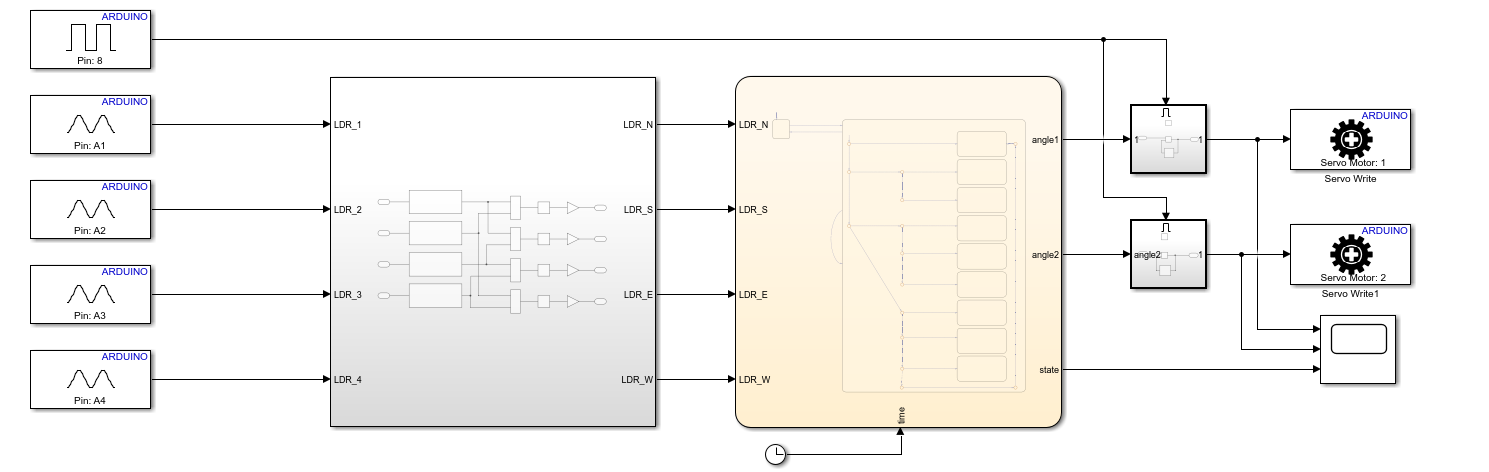 ARDUINO
Pin: 8
ARDUINO
Pin: A1
ARDUINO
Pin: A2
ARDUINO
Pin: A3
ARDUINO
Pin: A4
LDR_1
LDR_2
LDR_3
LDR_4
LDR_N
LDR_S
LDR_E
LDR_W
LDR_N
LDR_S
LDR_E
LDR_W
time
angle1
angle2
state
1
1
angle2
1
ARDUINO
Servo Motor: 1
Servo Write
ARDUINO
Servo Motor: 2
Servo Write1